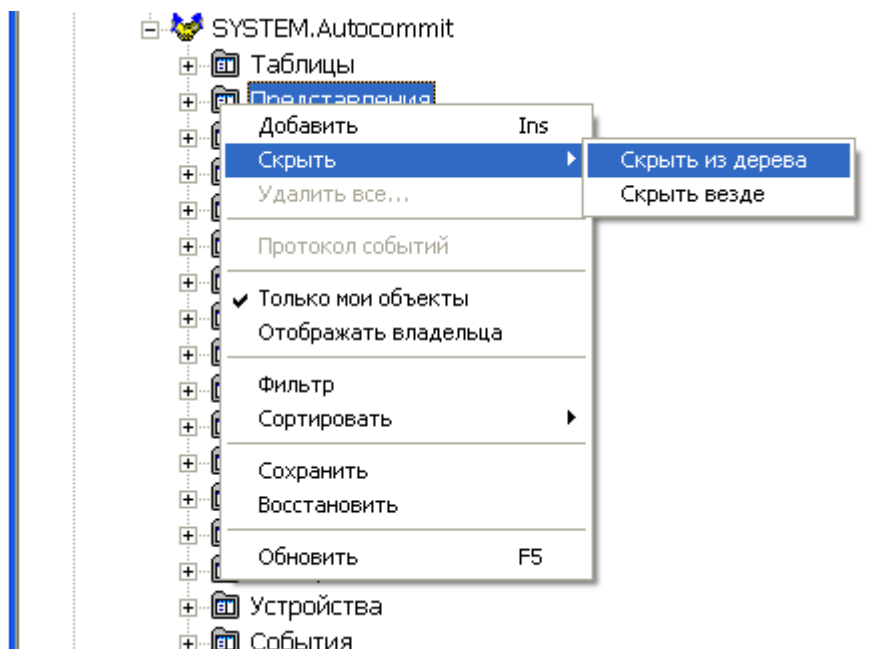 SYSTEM.Autocommit
Таблицы
Представления
Добавить Ins
Скрыть Скрыть из дерева
Удалить все... Скрыть везде
Протокол событий
Только мои объекты
Отображать владельца
Фильтр
Сортировать
Сохранить
Восстановить
Обновить F5
Устройства
События